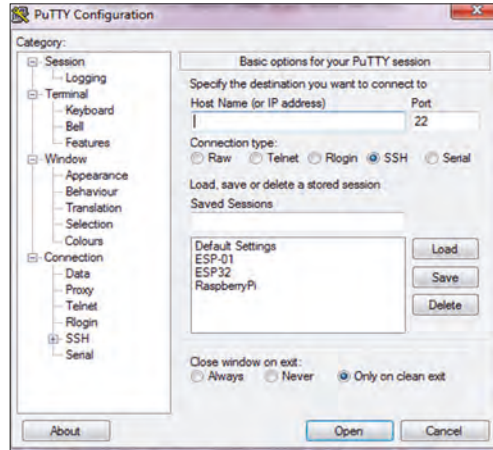 PuTTY Configuration
Category:
Session
Logging
Terminal
Keyboard
Bell
Features
Window
Appearance
Behaviour
Translation
Selection
Colours
Connection
Data
Proxy
Telnet
Rlogin
SSH
Serial
Basic options for your PuTTY session
Specify the destination you want to connect to
Host Name (or IP address) Port
22
Connection type:
Raw Telnet Rlogin SSH Serial
Load, save or delete a stored session
Saved Sessions
Default Settings
ESP-01
ESP32
RaspberryPi
Load
Save
Delete
Close window on exit:
Always Never Only on clean exit
About Open Cancel